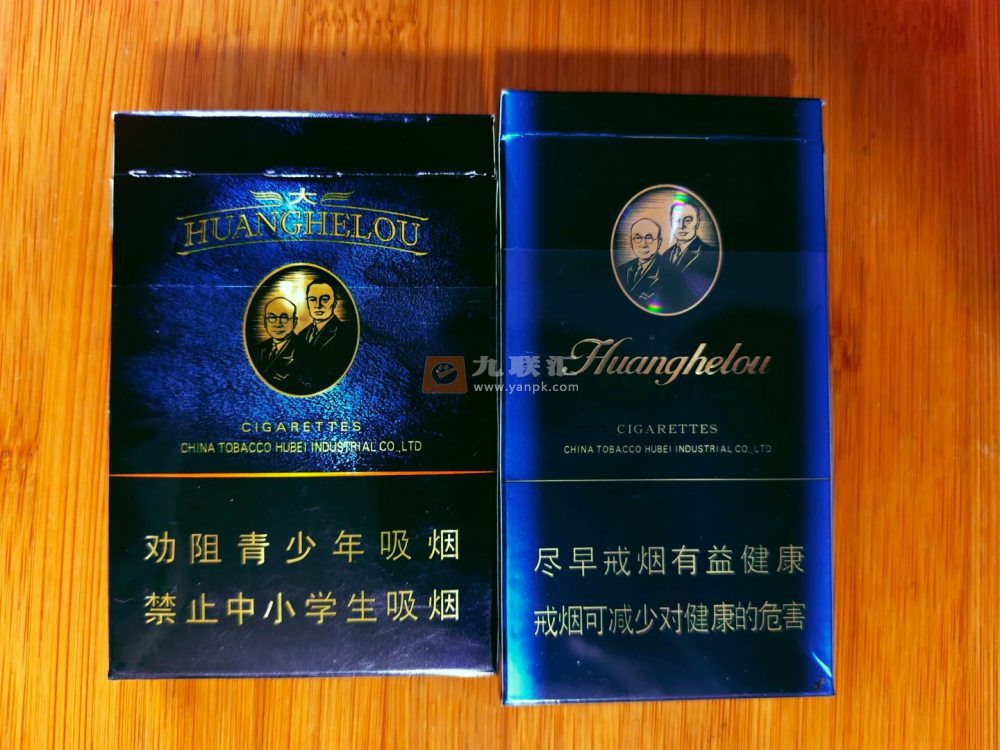 大
HUANGHELOU
CIGARETTES
CHINA TOBACCO HUBEI INDUSTRIAL CO.,LTD
劝阻青少年吸烟
禁止中小学生吸烟
Huanghelou
CIGARETTES
CHINA TOBACCO HUBEI INDUSTRIAL CO.,LTD
尽早戒烟有益健康
戒烟可减少对健康的危害
九联汇
www.yanpk.com